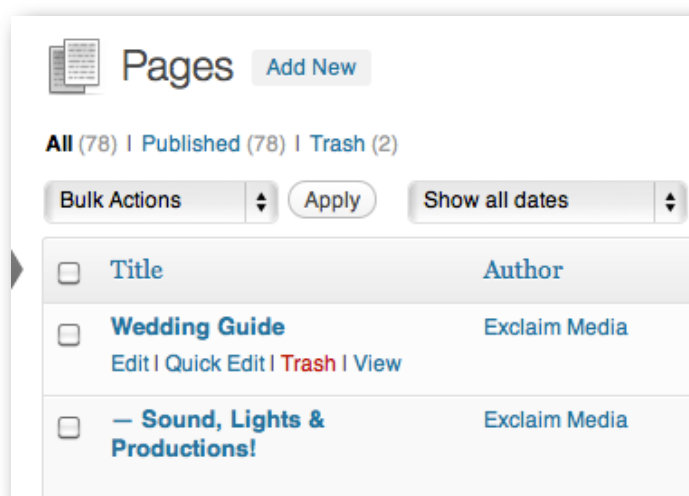 Pages Add New
All (78) | Published (78) | Trash (2)
Bulk Actions Apply Show all dates
Title Author
Wedding Guide Exclaim Media
Edit | Quick Edit | Trash | View
— Sound, Lights & Exclaim Media
Productions!